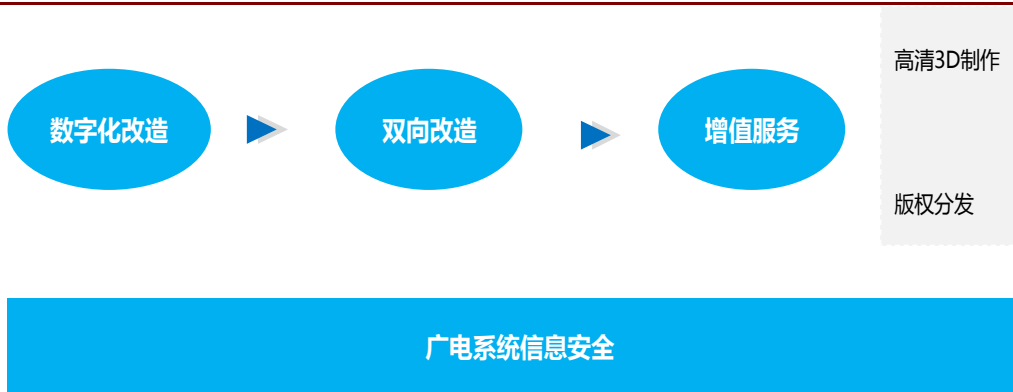 高清3D制作
数字化改造
双向改造
增值服务
版权分发
广电系统信息安全